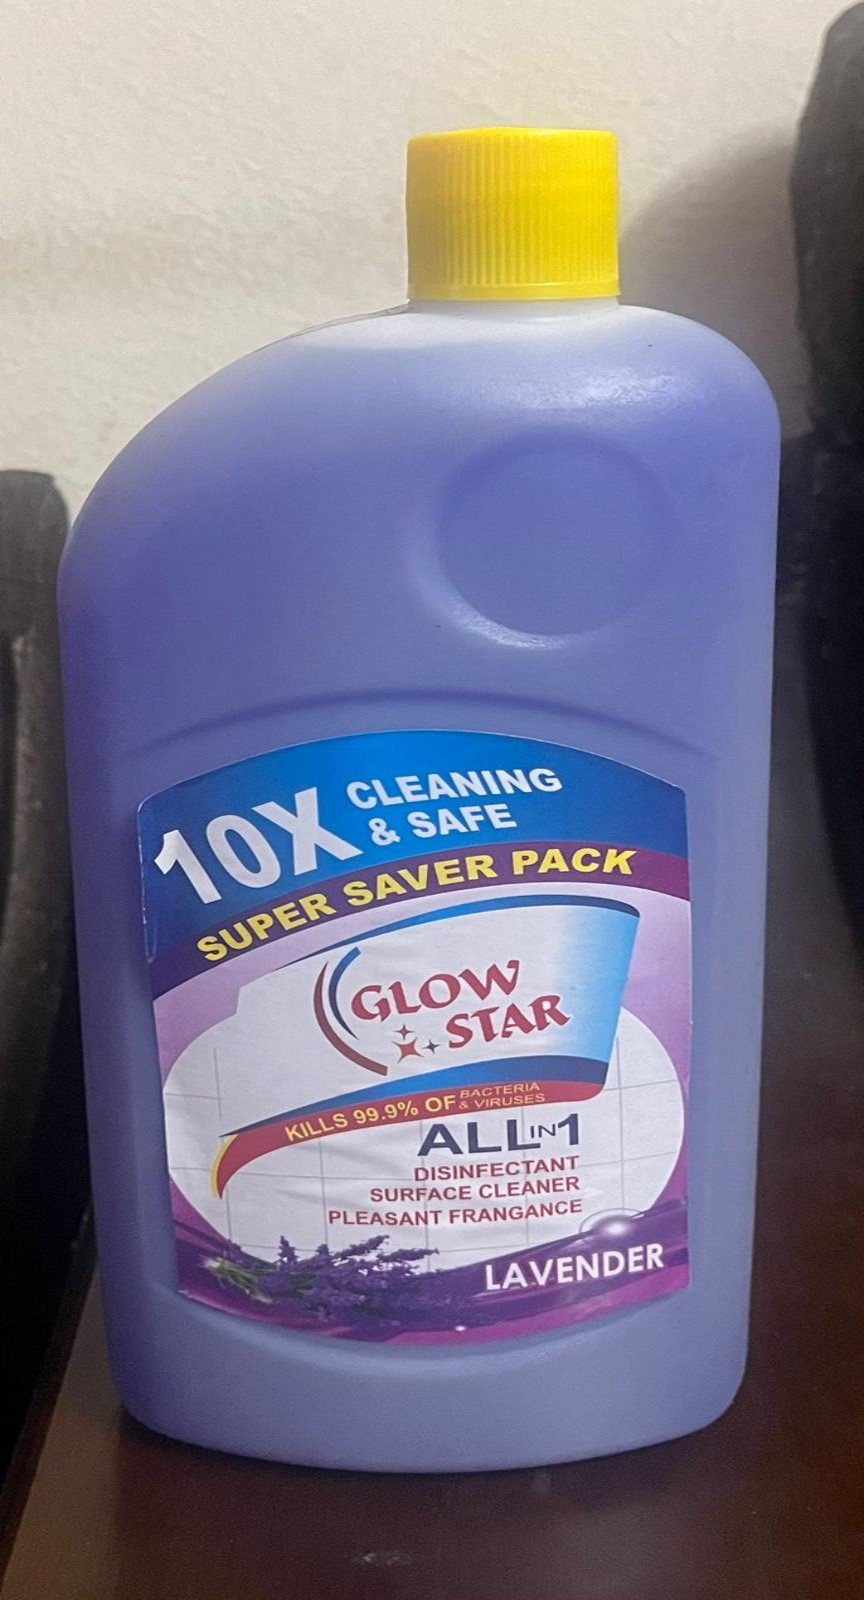 10X CLEANING
& SAFE
SUPER SAVER PACK
GLOW
STAR
KILLS 99.9% OF BACTERIA
& VIRUSES
ALL IN 1
DISINFECTANT
SURFACE CLEANER
PLEASANT FRANGANCE
LAVENDER